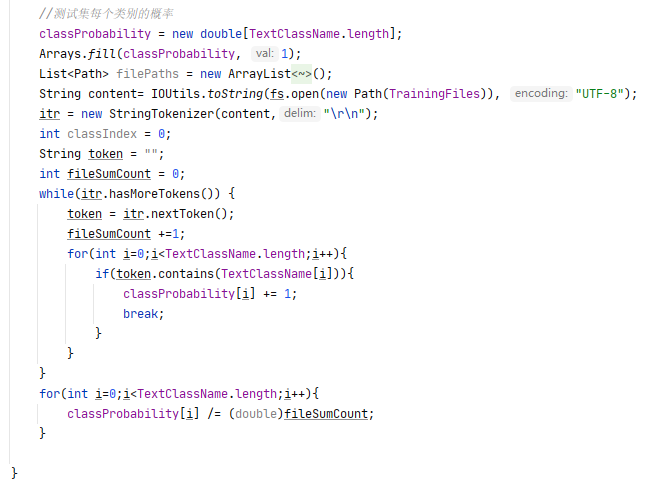 //测试集每个类别的概率
classProbability = new double[TextClassName.length];
Arrays.fill(classProbability, val: 1);
List<Path> filePaths = new ArrayList<~>();
String content= IOUtils.toString(fs.open(new Path(TrainingFiles)), encoding: "UTF-8");
itr = new StringTokenizer(content, delim: "\r\n");
int classIndex = 0;
String token = "";
int fileSumCount = 0;
while(itr.hasMoreTokens()) {
token = itr.nextToken();
fileSumCount +=1;
for(int i=0;i<TextClassName.length;i++){
if(token.contains(TextClassName[i])){
classProbability[i] += 1;
break;
}
}
}
for(int i=0;i<TextClassName.length;i++){
classProbability[i] /= (double)fileSumCount;
}
}